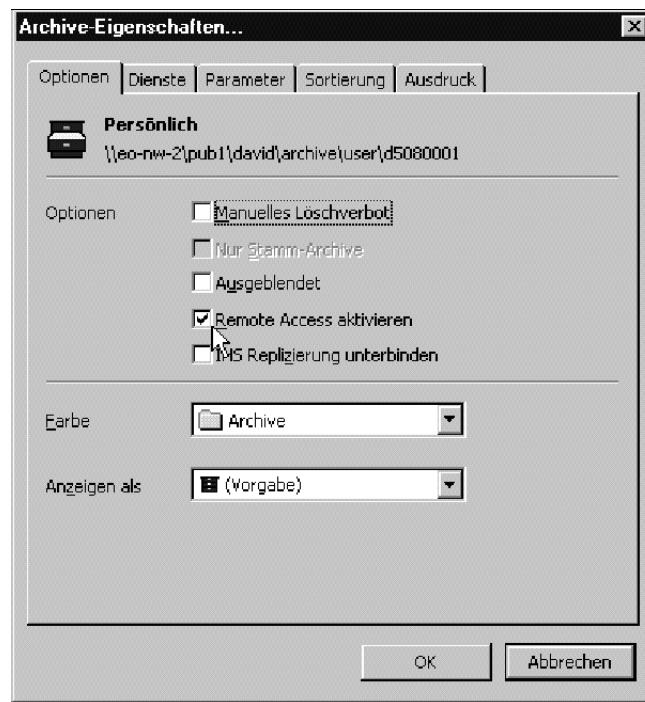 Archive-Eigenschaften...
Optionen Dienste Parameter Sortierung Ausdruck
Persönlich
\\eo-nw-2\pub1\david\archive\user\d5080001
Optionen
Manuelles Löschverbot
Nur Stamm-Archive
Ausgeblendet
Remote Access aktivieren
IMS Replizierung unterbinden
Farbe Archive
Anzeigen als (Vorgabe)
OK Abbrechen